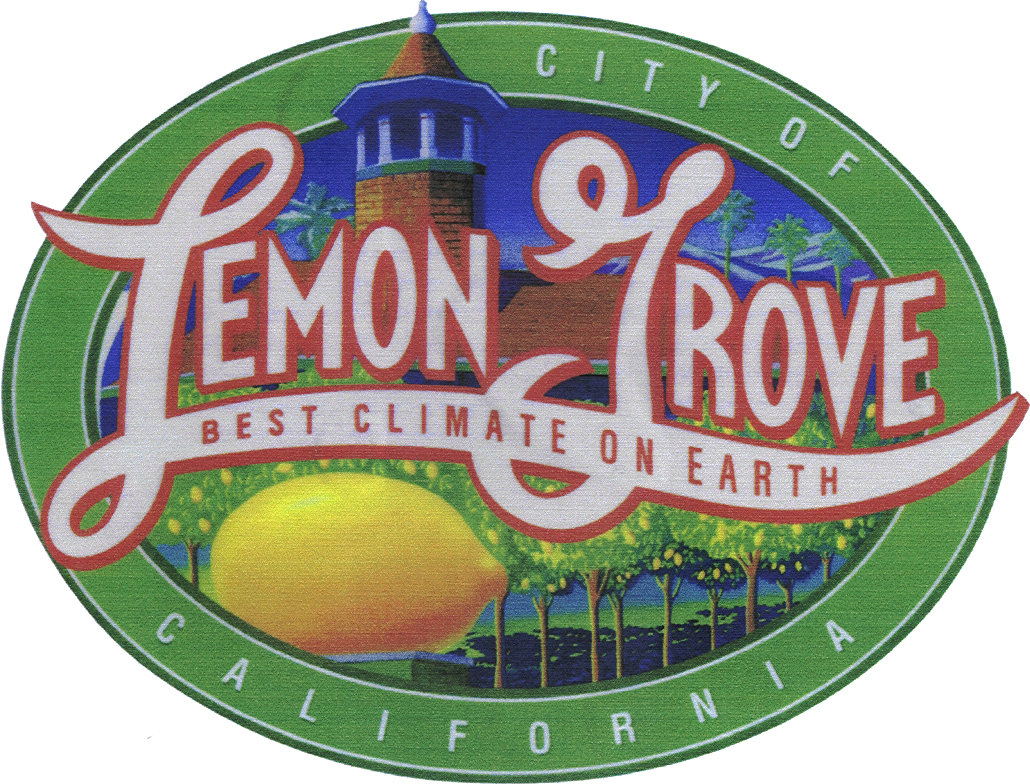 CITY OF
LEMON GROVE
BEST CLIMATE ON EARTH
CALIFORNIA